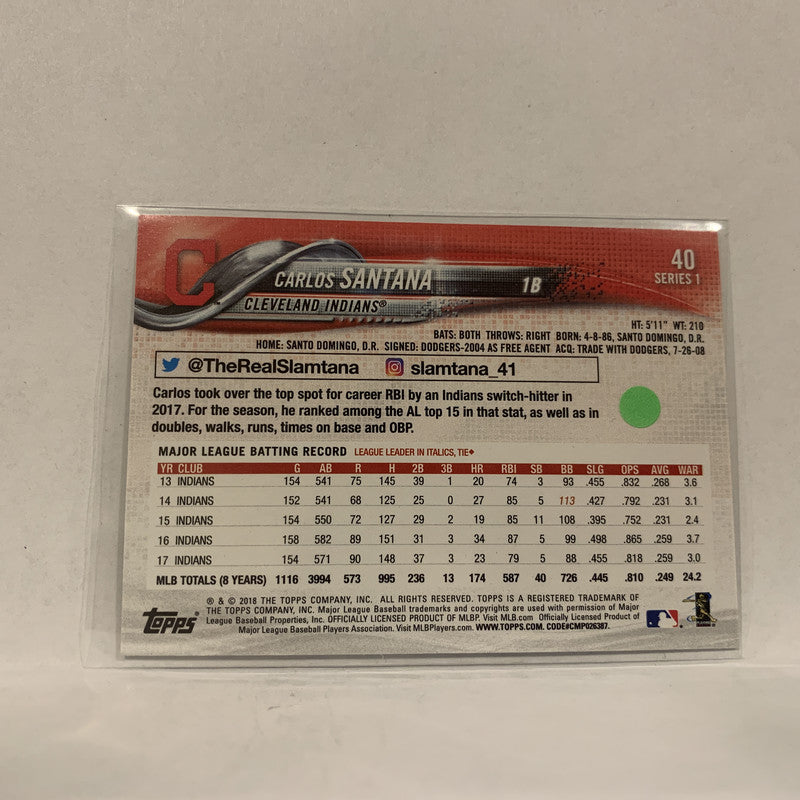 C
CARLOS SANTANA 1B
CLEVELAND INDIANS®
40
SERIES 1
HT: 5'11" WT: 210
BATS: BOTH THROWS: RIGHT BORN: 4-8-86, SANTO DOMINGO, D.R.
HOME: SANTO DOMINGO, D.R. SIGNED: DODGERS-2004 AS FREE AGENT ACQ: TRADE WITH DODGERS, 7-26-08
@TheRealSlamtana slamtana_41
Carlos took over the top spot for career RBI by an Indians switch-hitter in
2017. For the season, he ranked among the AL top 15 in that stat, as well as in
doubles, walks, runs, times on base and OBP.
MAJOR LEAGUE BATTING RECORD LEAGUE LEADER IN ITALICS, TIE◆
YR CLUB G AB R H 2B 3B HR RBI SB BB SLG OPS AVG WAR
13 INDIANS 154 541 75 145 39 1 20 74 3 93 .455 .832 .268 3.6
14 INDIANS 152 541 68 125 25 0 27 85 5 113 .427 .792 .231 3.1
15 INDIANS 154 550 72 127 29 2 19 85 11 108 .395 .752 .231 2.4
16 INDIANS 158 582 89 151 31 3 34 87 5 99 .498 .865 .259 3.7
17 INDIANS 154 571 90 148 37 3 23 79 5 88 .455 .818 .259 3.0
MLB TOTALS (8 YEARS) 1116 3994 573 995 236 13 174 587 40 726 .445 .810 .249 24.2
® & © 2018 THE TOPPS COMPANY, INC. ALL RIGHTS RESERVED. TOPPS IS A REGISTERED TRADEMARK OF
THE TOPPS COMPANY, INC. Major League Baseball trademarks and copyrights are used with permission of Major
League Baseball Properties, Inc. OFFICIALLY LICENSED PRODUCT OF MLBP. Visit MLB.com Officially Licensed Product of
Major League Baseball Players Association. Visit MLBPlayers.com. WWW.TOPPS.COM. CODE#CMP026387.
topps®